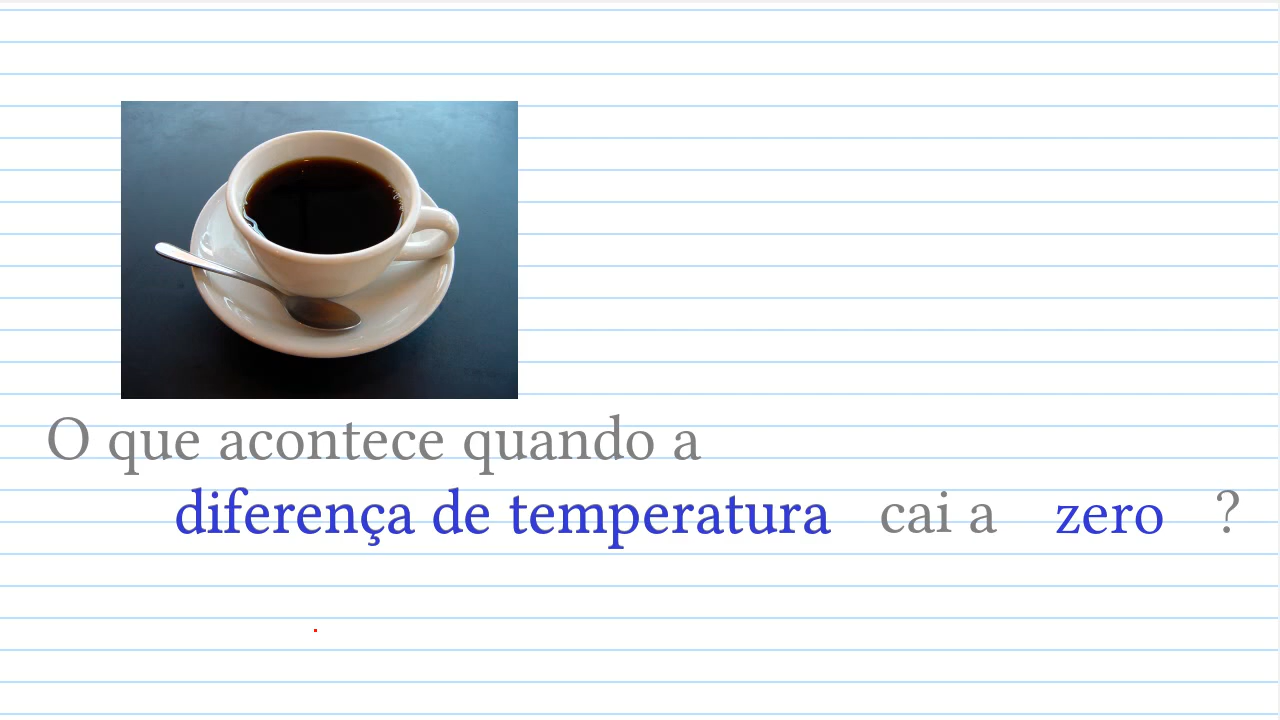 O que acontece quando a
diferença de temperatura cai a zero ?